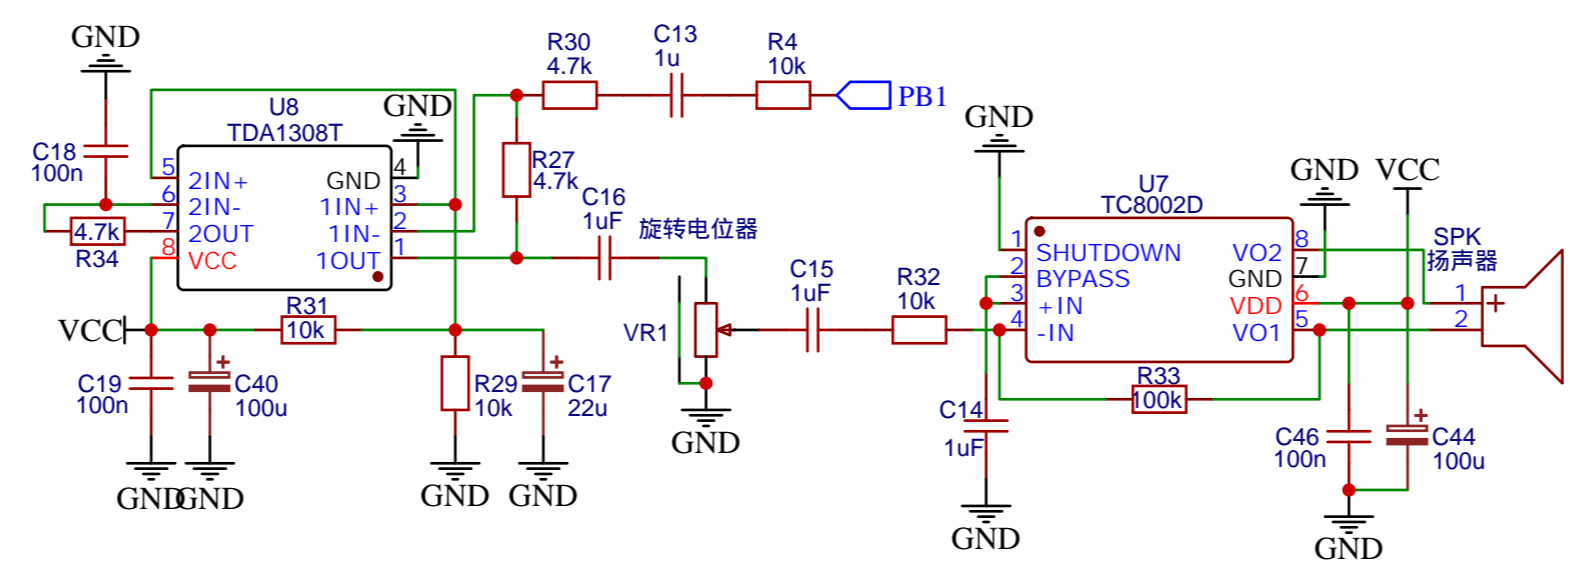 GND
C18
100n
U8
TDA1308T
GND
5
2IN+
6
2IN-
7
2OUT
8
VCC
4
GND
3
1IN+
2
1IN-
1
1OUT
4.7k
R34
R30
4.7k
C13
1u
R4
10k
PB1
R27
4.7k
C16
1uF
旋转电位器
VR1
GND
VCC
R31
10k
C19
100n
C40
100u
R29
10k
C17
22u
GND
GND
GND
GND
C15
1uF
R32
10k
GND
U7
TC8002D
1
SHUTDOWN
2
BYPASS
3
+IN
4
-IN
8
VO2
7
GND
6
VDD
5
VO1
GND
VCC
SPK
扬声器
1
2
R33
100k
C14
1uF
GND
C46
100n
C44
100u
GND